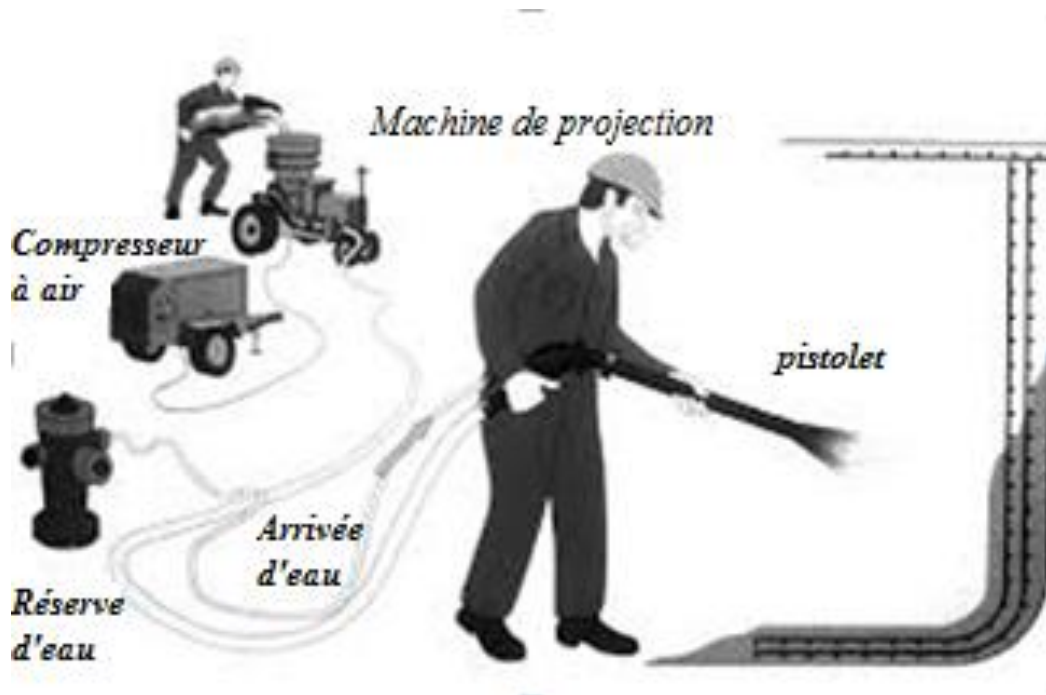 Machine de projection
Compresseur
à air
pistolet
Arrivée
d'eau
Réserve
d'eau